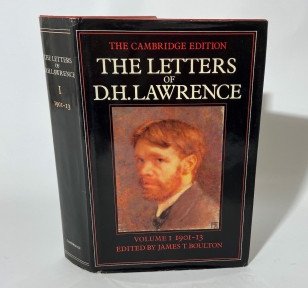 THE LETTERS
OF
D.H. LAWRENCE
I
1901-13
THE CAMBRIDGE EDITION
THE LETTERS
OF
D.H. LAWRENCE
VOLUME I 1901-13
EDITED BY JAMES T. BOULTON